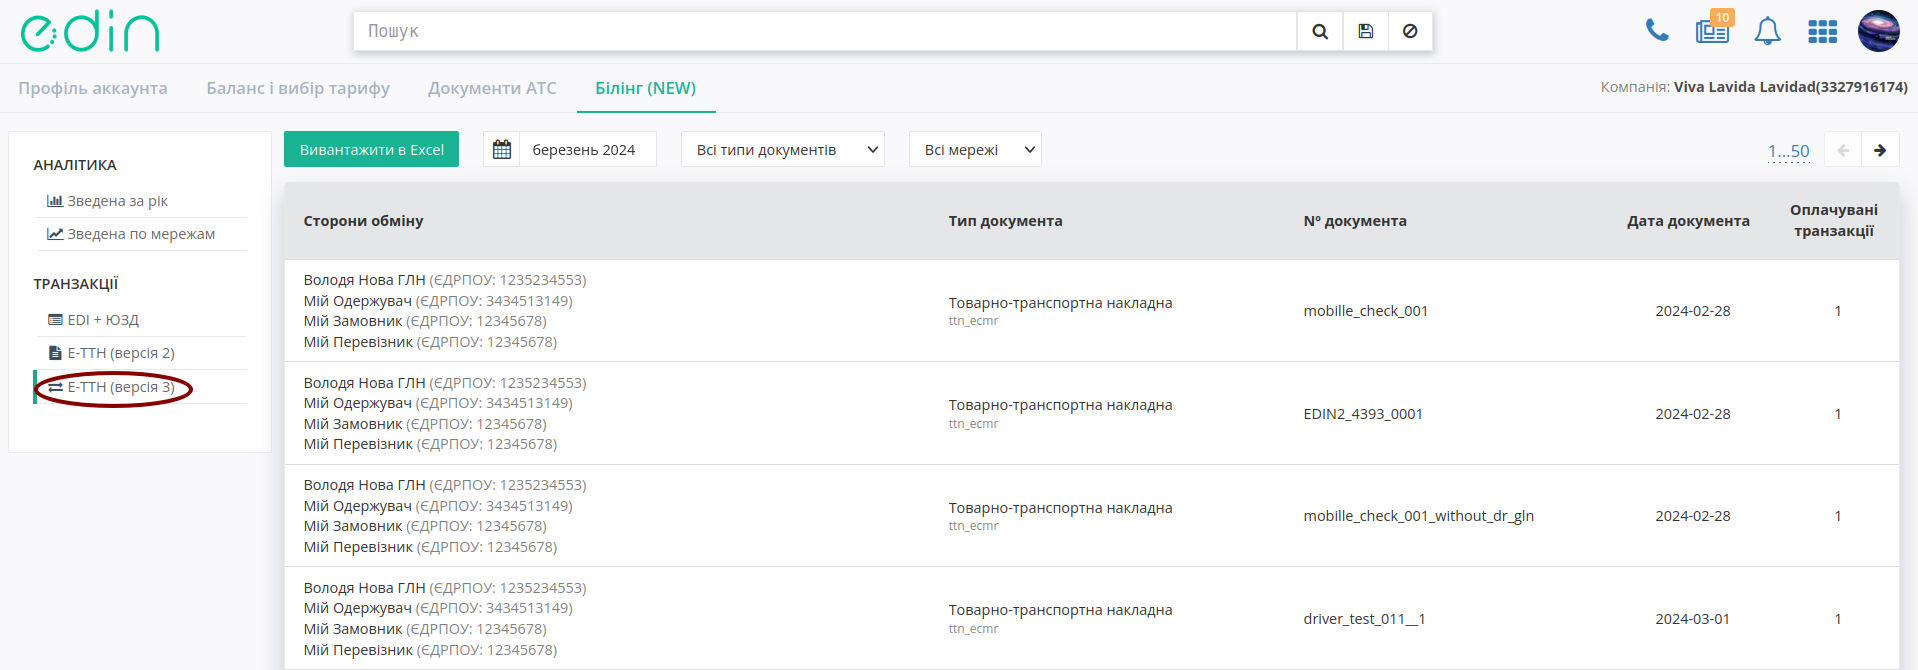 edin
Пошук
10
Профіль аккаунта
Баланс і вибір тарифу
Документи АТС
Білінг (NEW)
Компанія: Viva Lavida Lavidad(3327916174)
АНАЛІТИКА
Зведена за рік
Зведена по мережам
ТРАНЗАКЦІЇ
EDI + ЮЗД
Е-ТТН (версія 2)
Е-ТТН (версія 3)
Вивантажити в Excel
березень 2024
Всі типи документів
Всі мережі
1...50
Сторони обміну
Тип документа
№ документа
Дата документа
Оплачувані
транзакції
Володя Нова ГЛН (ЄДРПОУ: 1235234553)
Мій Одержувач (ЄДРПОУ: 3434513149)
Мій Замовник (ЄДРПОУ: 12345678)
Мій Перевізник (ЄДРПОУ: 12345678)
Товарно-транспортна накладна
ttn_ecmr
mobille_check_001
2024-02-28
1
Володя Нова ГЛН (ЄДРПОУ: 1235234553)
Мій Одержувач (ЄДРПОУ: 3434513149)
Мій Замовник (ЄДРПОУ: 12345678)
Мій Перевізник (ЄДРПОУ: 12345678)
Товарно-транспортна накладна
ttn_ecmr
EDIN2_4393_0001
2024-02-28
1
Володя Нова ГЛН (ЄДРПОУ: 1235234553)
Мій Одержувач (ЄДРПОУ: 3434513149)
Мій Замовник (ЄДРПОУ: 12345678)
Мій Перевізник (ЄДРПОУ: 12345678)
Товарно-транспортна накладна
ttn_ecmr
mobille_check_001_without_dr_gln
2024-02-28
1
Володя Нова ГЛН (ЄДРПОУ: 1235234553)
Мій Одержувач (ЄДРПОУ: 3434513149)
Мій Замовник (ЄДРПОУ: 12345678)
Мій Перевізник (ЄДРПОУ: 12345678)
Товарно-транспортна накладна
ttn_ecmr
driver_test_011__1
2024-03-01
1